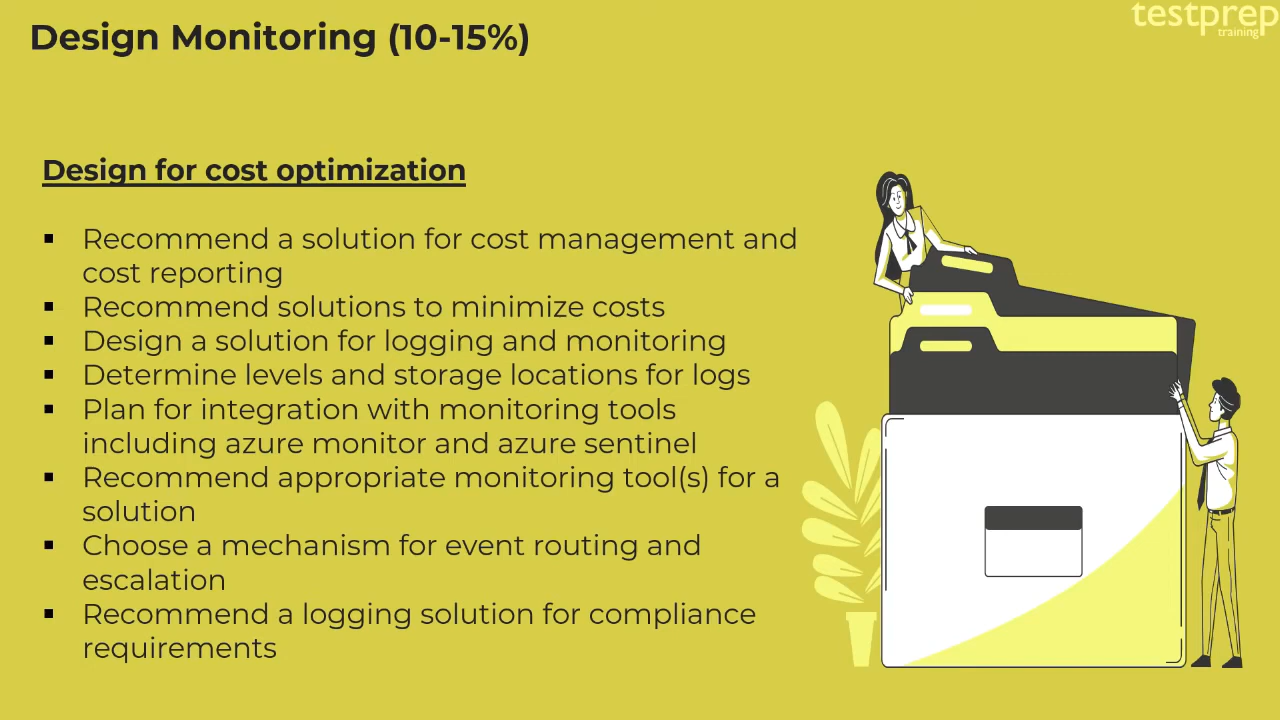 testprep
training
Design Monitoring (10-15%)
Design for cost optimization
▪ Recommend a solution for cost management and
cost reporting
▪ Recommend solutions to minimize costs
▪ Design a solution for logging and monitoring
▪ Determine levels and storage locations for logs
▪ Plan for integration with monitoring tools
including azure monitor and azure sentinel
▪ Recommend appropriate monitoring tool(s) for a
solution
▪ Choose a mechanism for event routing and
escalation
▪ Recommend a logging solution for compliance
requirements